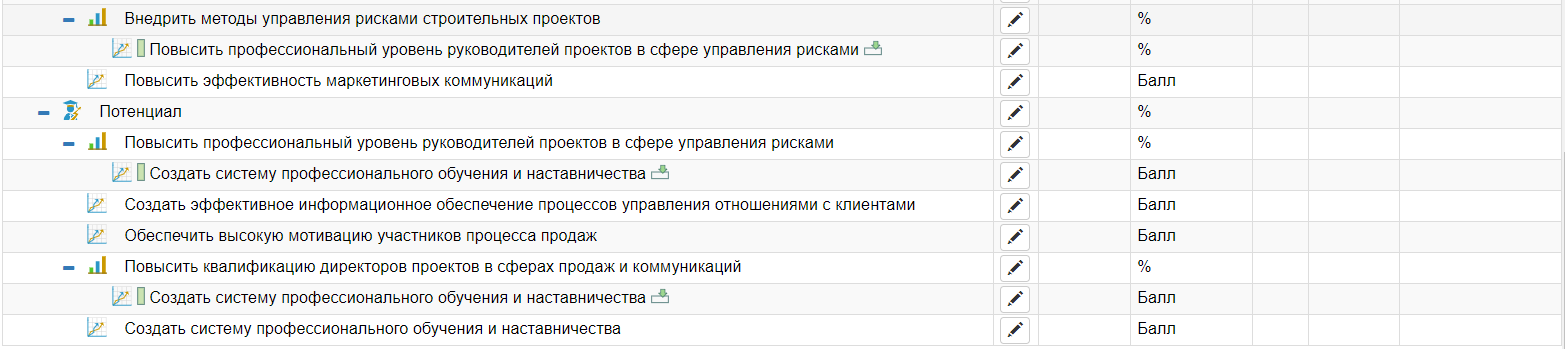 Внедрить методы управления рисками строительных проектов %
Повысить профессиональный уровень руководителей проектов в сфере управления рисками %
Повысить эффективность маркетинговых коммуникаций Балл
Потенциал %
Повысить профессиональный уровень руководителей проектов в сфере управления рисками %
Создать систему профессионального обучения и наставничества Балл
Создать эффективное информационное обеспечение процессов управления отношениями с клиентами Балл
Обеспечить высокую мотивацию участников процесса продаж Балл
Повысить квалификацию директоров проектов в сферах продаж и коммуникаций %
Создать систему профессионального обучения и наставничества Балл
Создать систему профессионального обучения и наставничества Балл